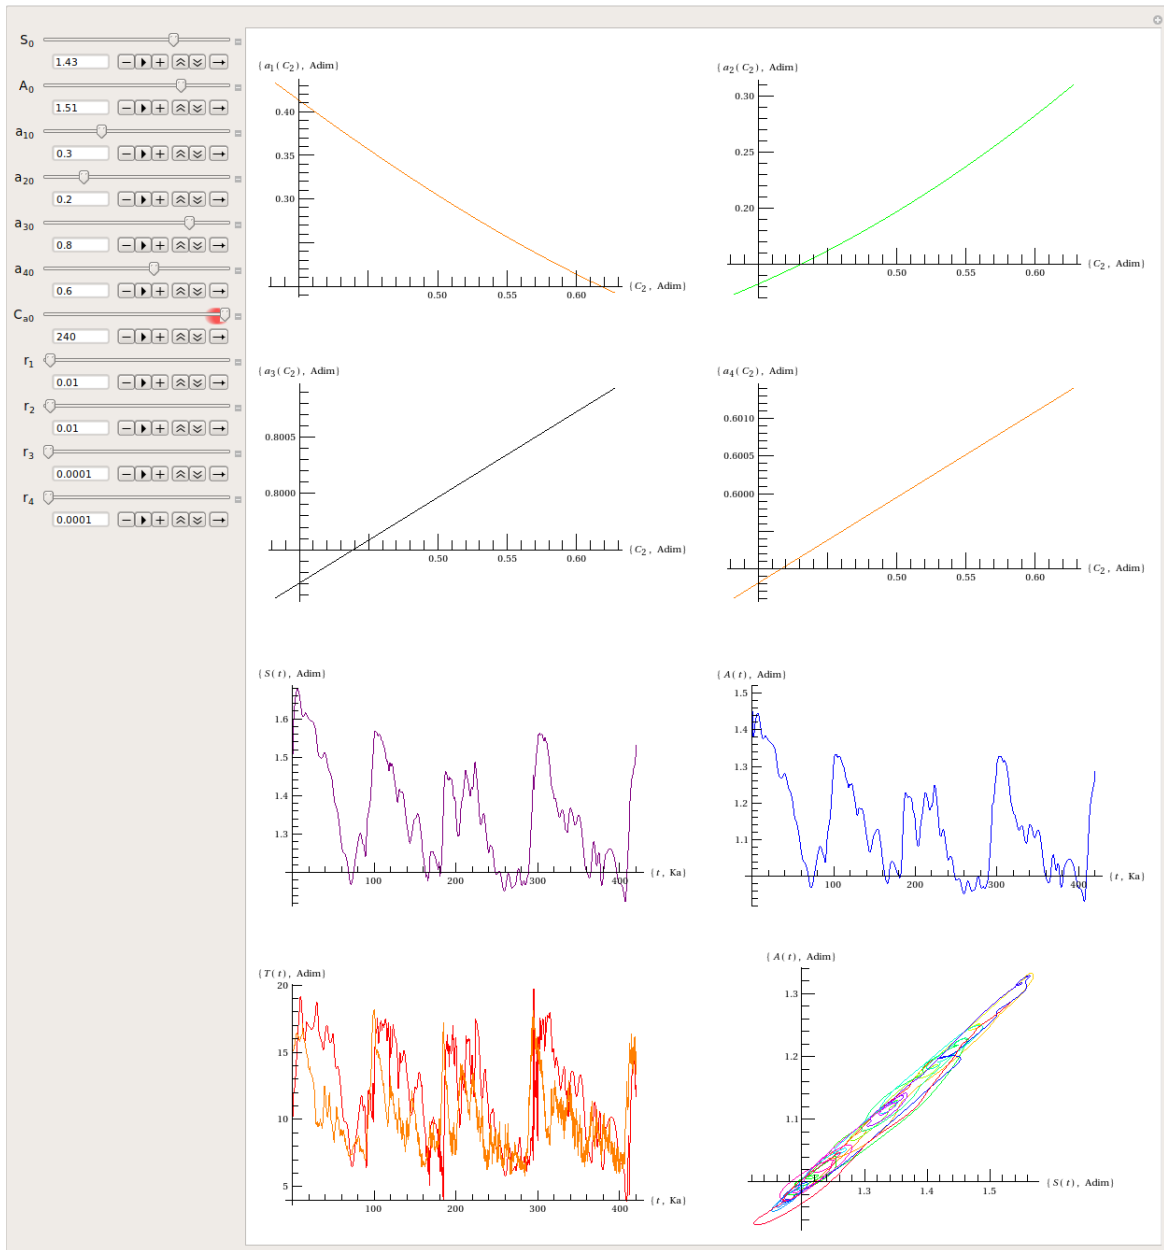 S0
1.43
A0
1.51
a10
0.3
a20
0.2
a30
0.8
a40
0.6
Ca0
240
r1
0.01
r2
0.01
r3
0.0001
r4
0.0001
{a1(C2), Adim}
0.40
0.35
0.30
0.50 0.55 0.60
{C2, Adim}
{a2(C2), Adim}
0.30
0.25
0.20
0.50 0.55 0.60
{C2, Adim}
{a3(C2), Adim}
0.8005
0.8000
0.50 0.55 0.60
{C2, Adim}
{a4(C2), Adim}
0.6010
0.6005
0.6000
0.50 0.55 0.60
{C2, Adim}
{S(t), Adim}
1.6
1.5
1.4
1.3
100 200 300 400
{t, Ka}
{A(t), Adim}
1.5
1.4
1.3
1.2
1.1
100 200 300 400
{t, Ka}
{T(t), Adim}
20
15
10
5
100 200 300 400
{t, Ka}
{A(t), Adim}
1.3
1.2
1.1
1.3 1.4 1.5
{S(t), Adim}